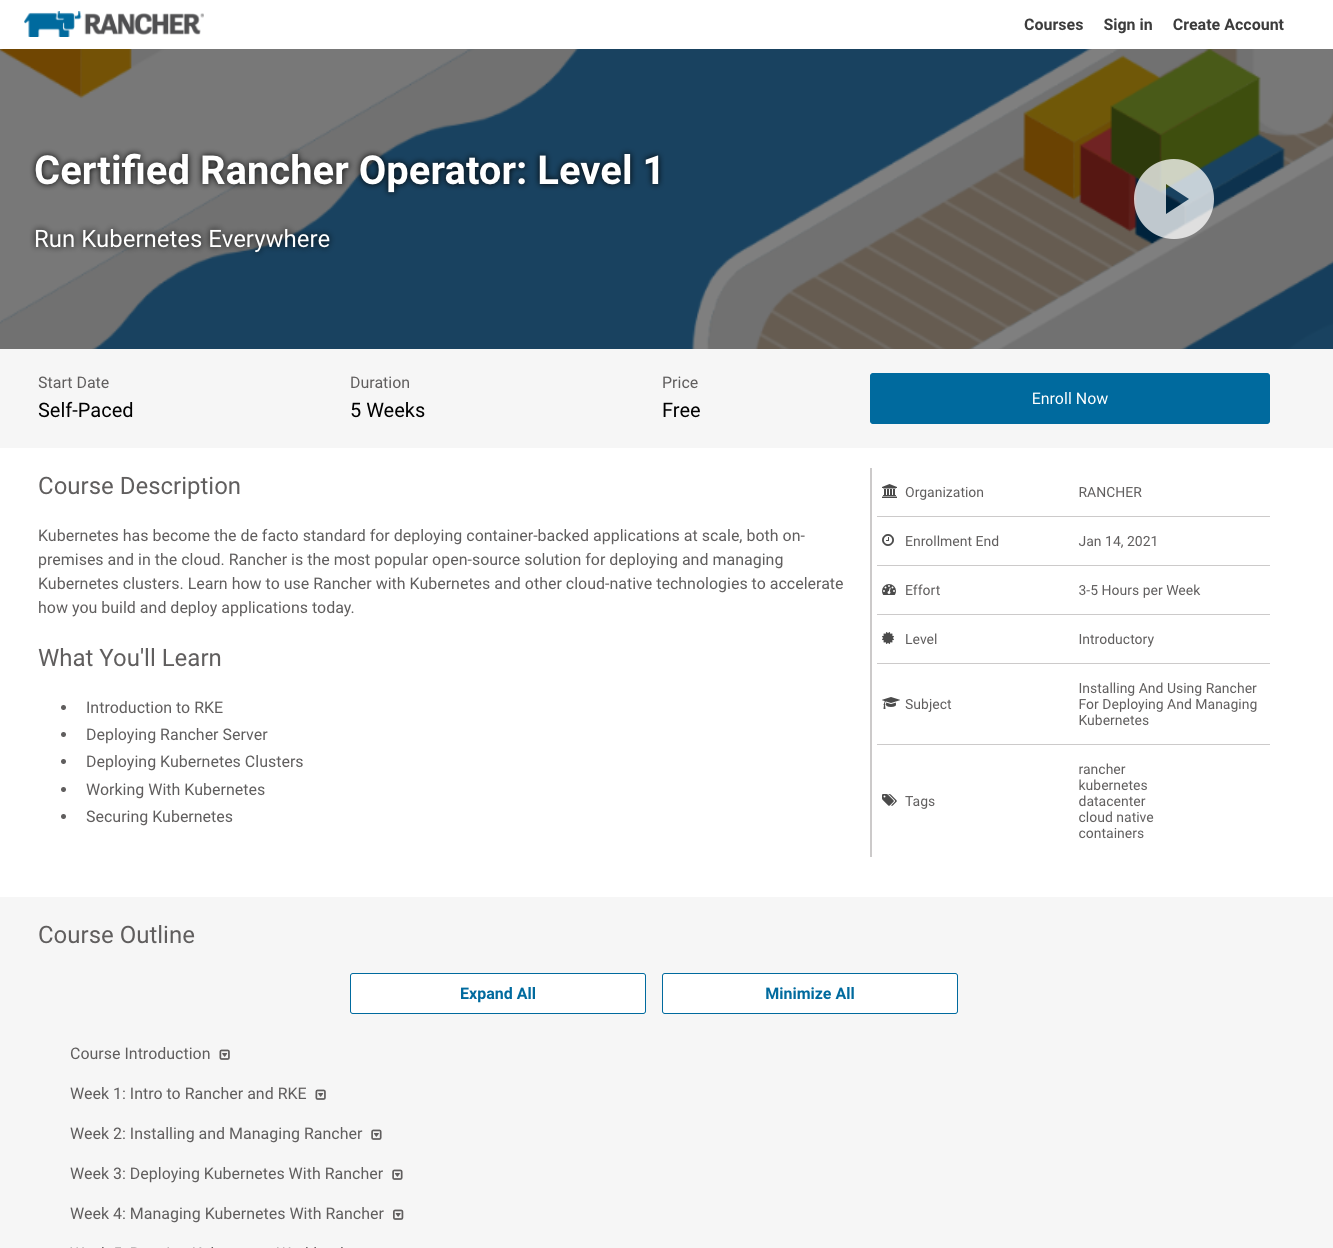 RANCHER
Courses Sign in Create Account
Certified Rancher Operator: Level 1
Run Kubernetes Everywhere
Start Date
Self-Paced
Duration
5 Weeks
Price
Free
Enroll Now
Course Description
Kubernetes has become the de facto standard for deploying container-backed applications at scale, both on-
premises and in the cloud. Rancher is the most popular open-source solution for deploying and managing
Kubernetes clusters. Learn how to use Rancher with Kubernetes and other cloud-native technologies to accelerate
how you build and deploy applications today.
What You'll Learn
• Introduction to RKE
• Deploying Rancher Server
• Deploying Kubernetes Clusters
• Working With Kubernetes
• Securing Kubernetes
Organization RANCHER
Enrollment End Jan 14, 2021
Effort 3-5 Hours per Week
Level Introductory
Subject
Installing And Using Rancher
For Deploying And Managing
Kubernetes
Tags
rancher
kubernetes
datacenter
cloud native
containers
Course Outline
Expand All Minimize All
Course Introduction
Week 1: Intro to Rancher and RKE
Week 2: Installing and Managing Rancher
Week 3: Deploying Kubernetes With Rancher
Week 4: Managing Kubernetes With Rancher